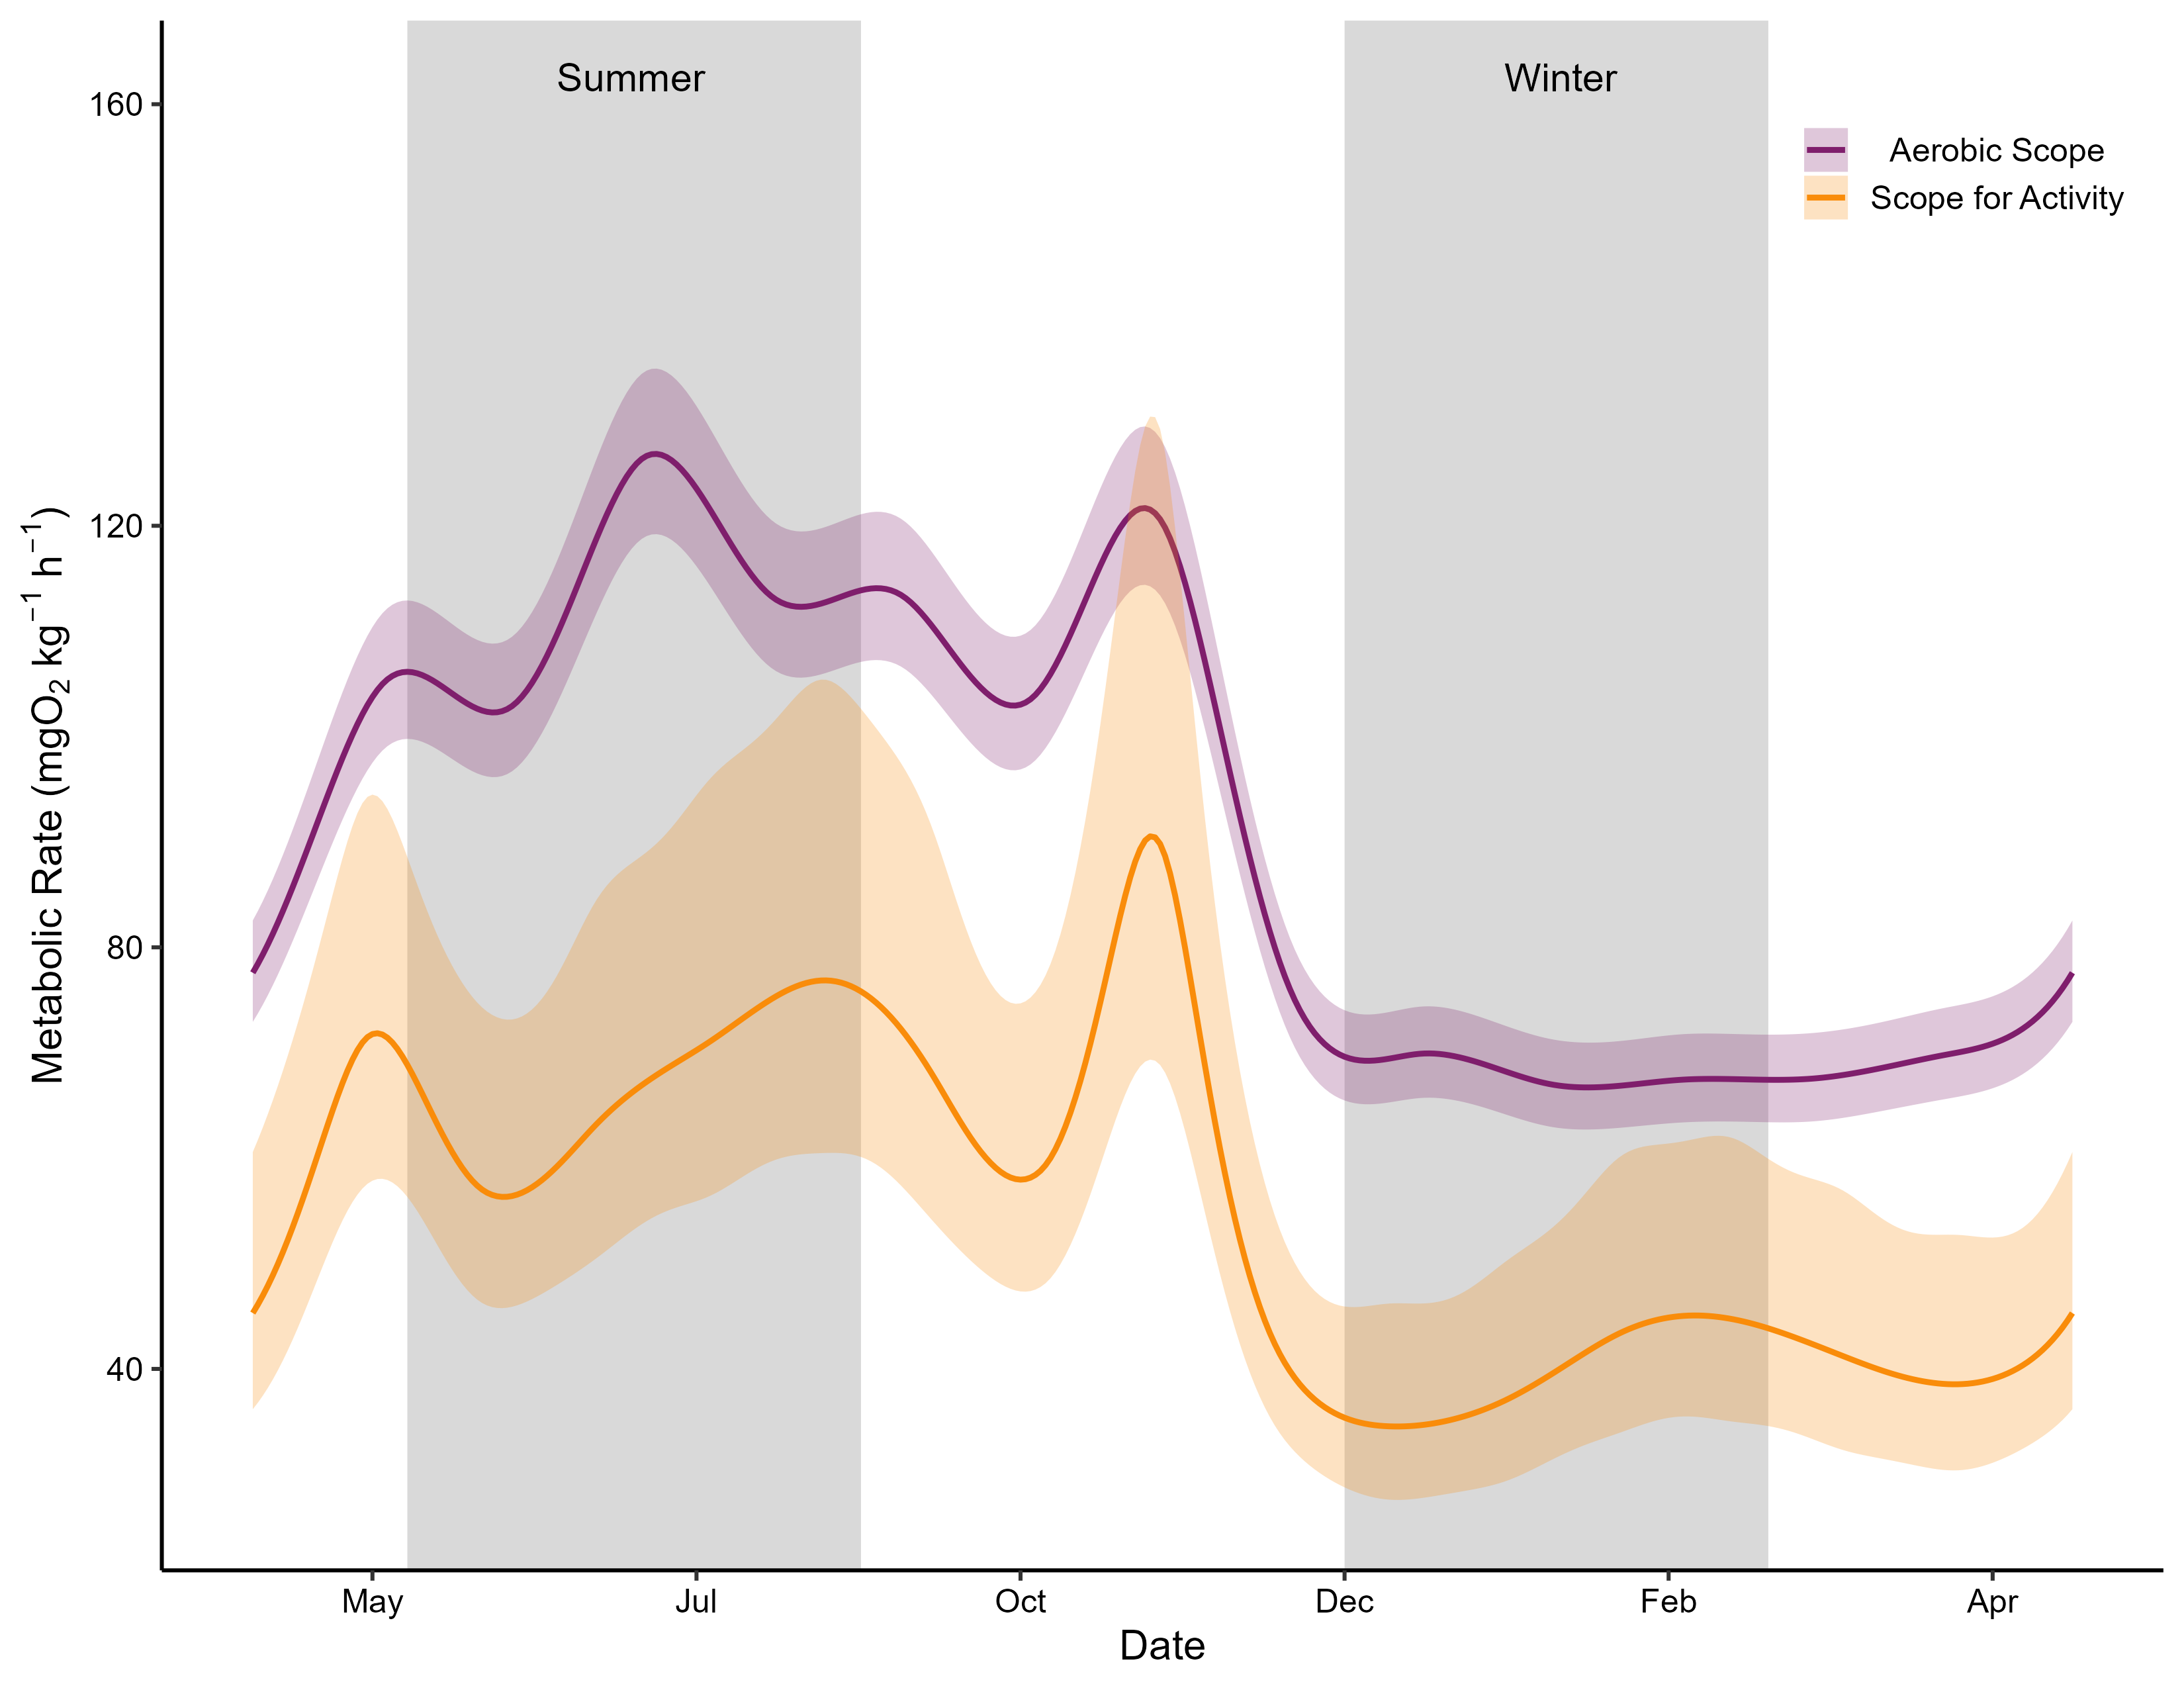 Summer
Winter
160
120
80
40
Aerobic Scope
Scope for Activity
Metabolic Rate (mgO₂ kg⁻¹ h⁻¹)
May
Jul
Oct
Dec
Feb
Apr
Date